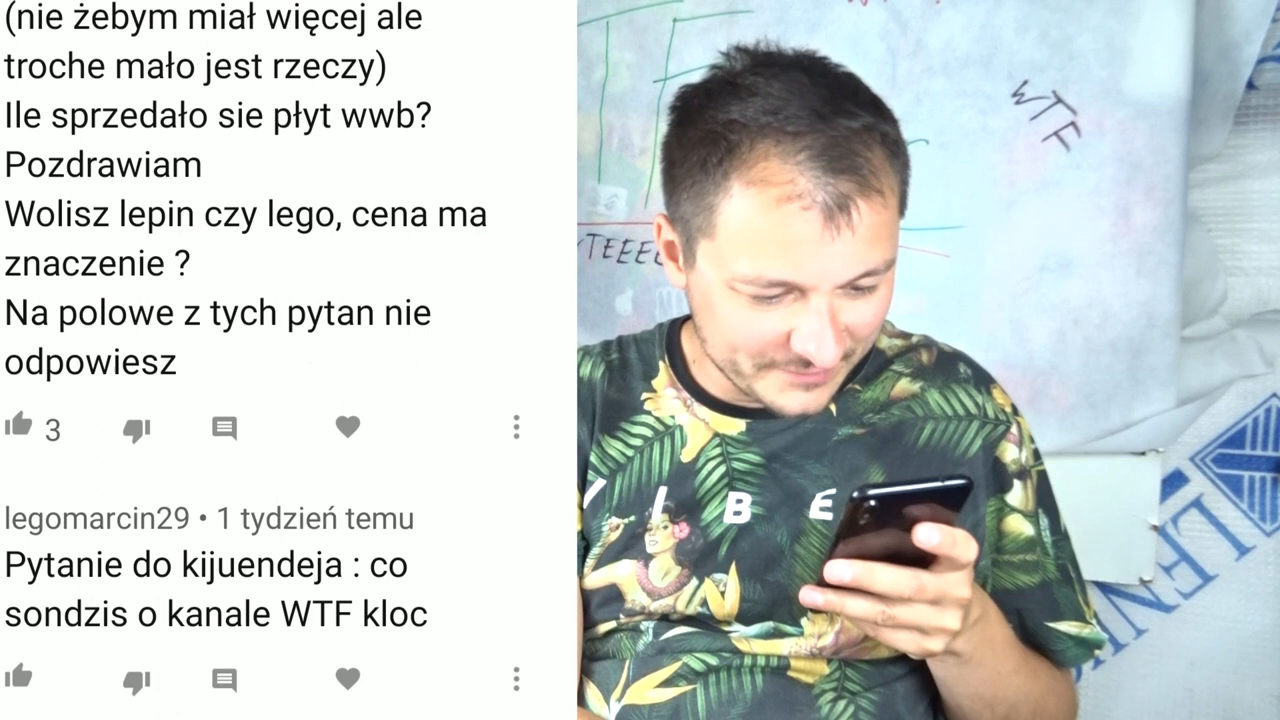 (nie żebym miał więcej ale
troche mało jest rzeczy)
Ile sprzedało sie płyt wwb?
Pozdrawiam
Wolisz lepin czy lego, cena ma
znaczenie ?
Na polowe z tych pytan nie
odpowiesz
3
legomarcin29 • 1 tydzień temu
Pytanie do kijuendeja : co
sondzis o kanale WTF kloc
WTF
VIBE